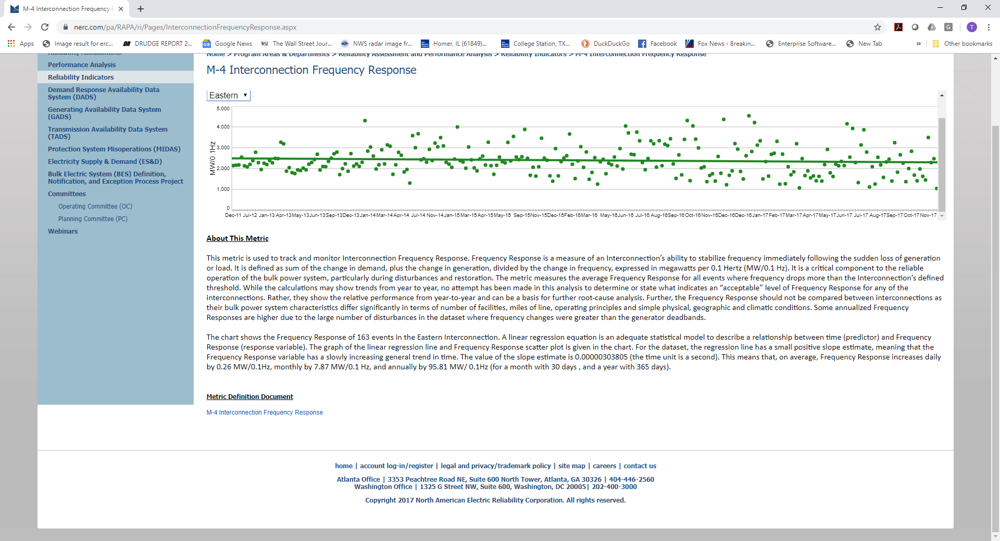 M-4 Interconnection Frequency F
nerc.com/pa/RAPA/ri/Pages/InterconnectionFrequencyResponse.aspx
T
Apps
Image result for erc...
DR DRUDGE REPORT 2...
Google News
WSJ The Wall Street Jour...
NWS radar image fr...
Homer, IL (61849)...
College Station, TX...
DuckDuckGo
Facebook
Fox News - Breakin...
Enterprise Software...
New Tab
»
Other bookmarks
Reliability Assessments
Performance Analysis
Reliability Indicators
Demand Response Availability Data
System (DADS)
Generating Availability Data System
(GADS)
Transmission Availability Data System
(TADS)
Protection System Misoperations (MIDAS)
Electricity Supply & Demand (ES&D)
Bulk Electric System (BES) Definition,
Notification, and Exception Process Project
Committees
Operating Committee (OC)
Planning Committee (PC)
Webinars
Home > Program Areas & Departments > Reliability Assessment and Performance Analysis > Reliability Indicators > M-4 Interconnection Frequency Response
M-4 Interconnection Frequency Response
Eastern
MW/0.1Hz
5,000
4,000
3,000
2,000
1,000
0
Dec-11 Jul-12 Jan-13 Apr-13 May-13 Jun-13 Sep-13 Dec-13 Jan-14 Mar-14 Apr-14 Jul-14 Nov-14 Jan-15 Mar-15 Apr-15 May-15 Sep-15 Nov-15 Dec-15 Feb-16 Mar-16 May-16 Jun-16 Jul-16 Aug-16 Sep-16 Oct-16 Nov-16 Dec-16 Dec-16 Jan-17 Feb-17 Mar-17 Apr-17 May-17 Jun-17 Jul-17 Aug-17 Sep-17 Oct-17 Nov-17
About This Metric
This metric is used to track and monitor Interconnection Frequency Response. Frequency Response is a measure of an Interconnection’s ability to stabilize frequency immediately following the sudden loss of generation
or load. It is defined as sum of the change in demand, plus the change in generation, divided by the change in frequency, expressed in megawatts per 0.1 Hertz (MW/0.1 Hz). It is a critical component to the reliable
operation of the bulk power system, particularly during disturbances and restoration. The metric measures the average Frequency Response for all events where frequency drops more than the Interconnection’s defined
threshold. While the calculations may show trends from year to year, no attempt has been made in this analysis to determine or state what indicates an “acceptable” level of Frequency Response for any of the
interconnections. Rather, they show the relative performance from year-to-year and can be a basis for further root-cause analysis. Further, the Frequency Response should not be compared between interconnections as
their bulk power system characteristics differ significantly in terms of number of facilities, miles of line, operating principles and simple physical, geographic and climatic conditions. Some annualized Frequency
Responses are higher due to the large number of disturbances in the dataset where frequency changes were greater than the generator deadbands.
The chart shows the Frequency Response of 163 events in the Eastern Interconnection. A linear regression equation is an adequate statistical model to describe a relationship between time (predictor) and Frequency
Response (response variable). The graph of the linear regression line and Frequency Response scatter plot is given in the chart. For the dataset, the regression line has a small positive slope estimate, meaning that the
Frequency Response variable has a slowly increasing general trend in time. The value of the slope estimate is 0.00000303805 (the time unit is a second). This means that, on average, Frequency Response increases daily
by 0.26 MW/0.1Hz, monthly by 7.87 MW/0.1 Hz, and annually by 95.81 MW/ 0.1Hz (for a month with 30 days , and a year with 365 days).
Metric Definition Document
M-4 Interconnection Frequency Response
home | account log-in/register | legal and privacy/trademark policy | site map | careers | contact us
Atlanta Office | 3353 Peachtree Road NE, Suite 600 North Tower, Atlanta, GA 30326 | 404-446-2560
Washington Office | 1325 G Street NW, Suite 600, Washington, DC 20005| 202-400-3000
Copyright 2017 North American Electric Reliability Corporation. All rights reserved.